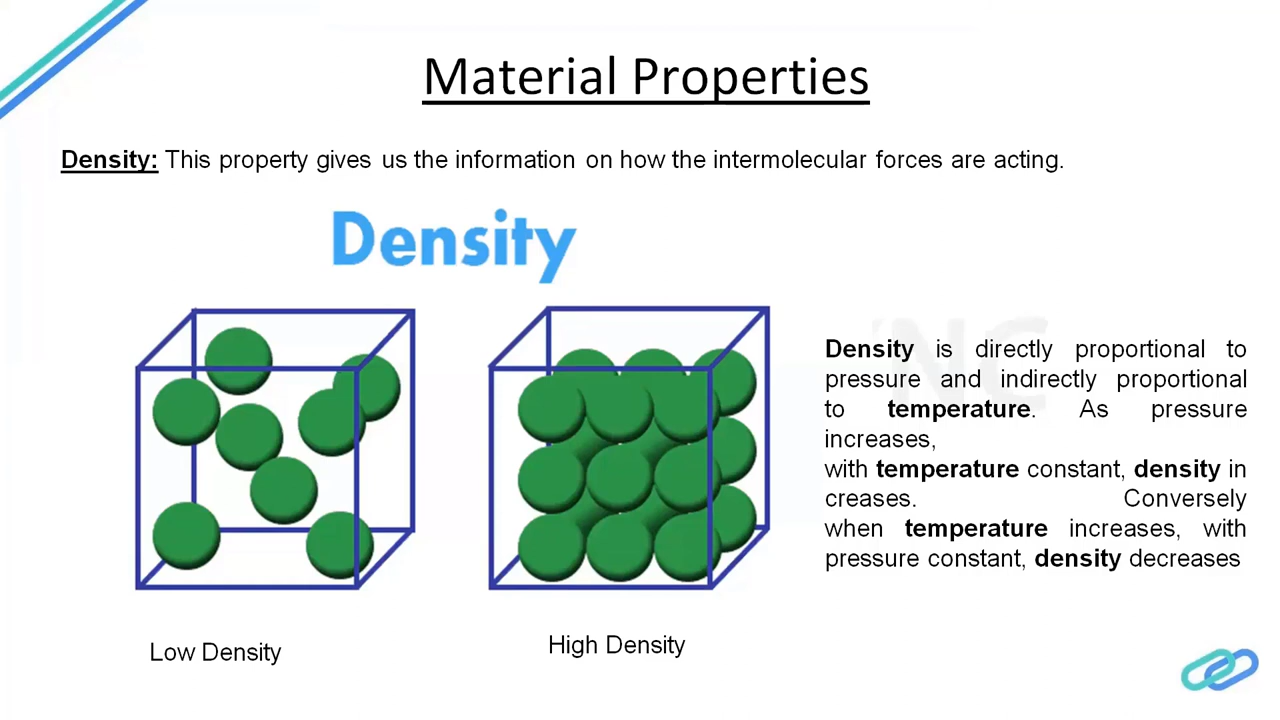 Material Properties
Density: This property gives us the information on how the intermolecular forces are acting.
Density
Density is directly proportional to
pressure and indirectly proportional
to temperature. As pressure
increases,
with temperature constant, density in
creases. Conversely
when temperature increases, with
pressure constant, density decreases
Low Density
High Density